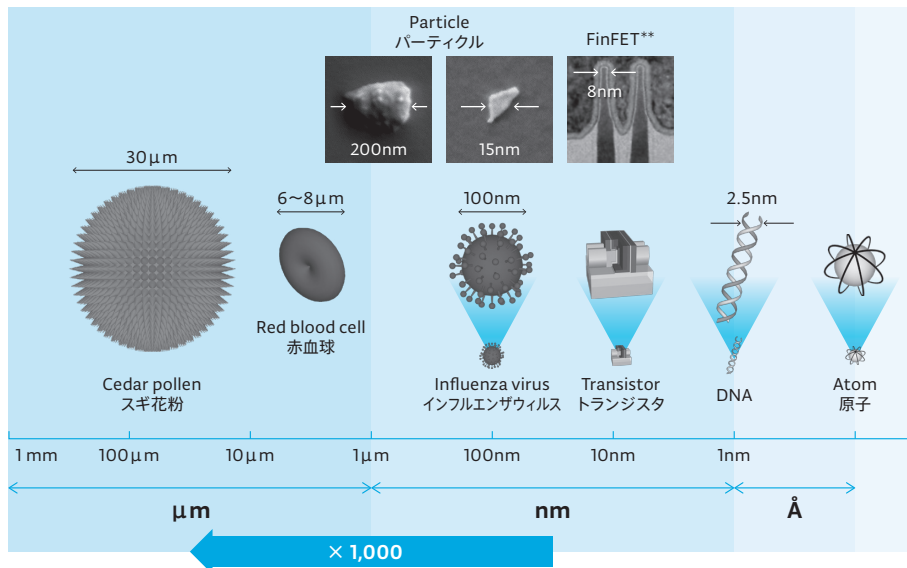 Particle
パーティクル
FinFET**
200nm
15nm
8nm
30μm
6〜8μm
100nm
2.5nm
Red blood cell
赤血球
Cedar pollen
スギ花粉
Influenza virus
インフルエンザウィルス
Transistor
トランジスタ
DNA
Atom
原子
1 mm
100μm
10μm
1μm
100nm
10nm
1nm
μm
nm
Å
× 1,000